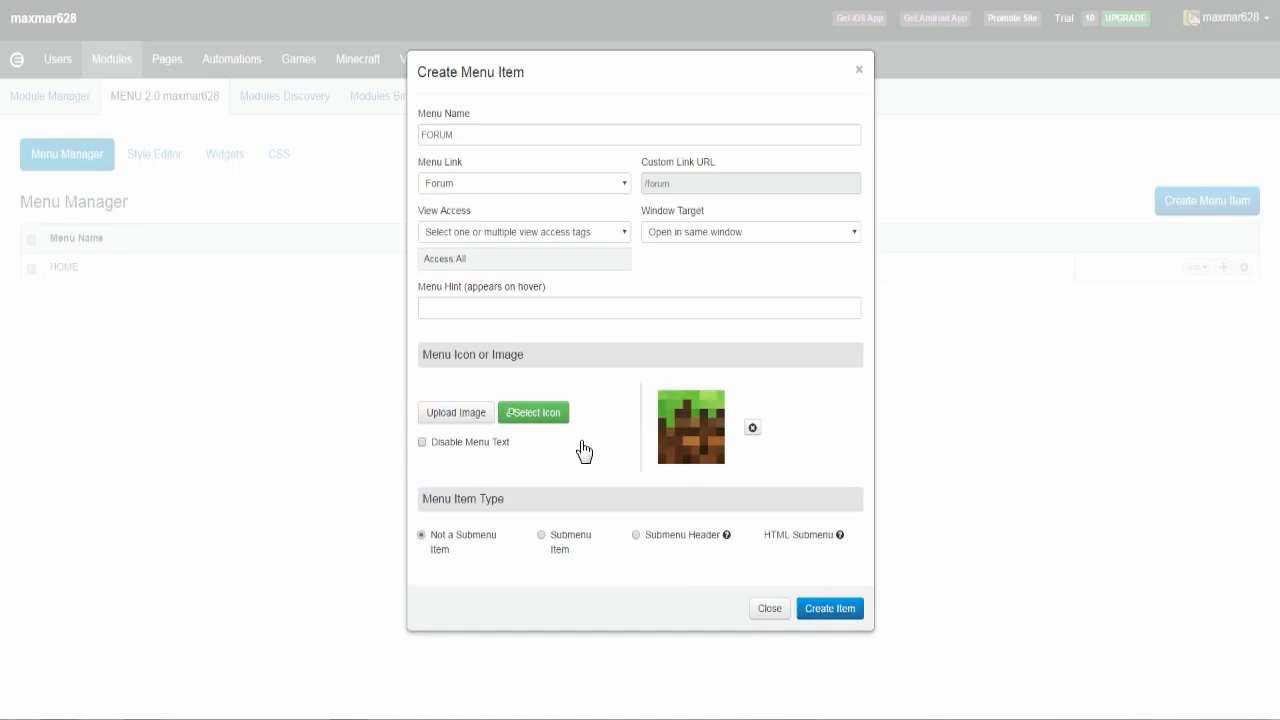 maxmar628
Get iOS App
Get Android App
Promote Site
Trial
10
UPGRADE
maxmar628
Users
Modules
Pages
Automations
Games
Minecraft
Module Manager
MENU 2.0 maxmar628
Modules Discovery
Modules
Menu Manager
Style Editor
Widgets
CSS
Menu Manager
Create Menu Item
Menu Name
HOME
Create Menu Item
×
Menu Name
FORUM
Menu Link
Custom Link URL
Forum
/forum
View Access
Window Target
Select one or multiple view access tags
Open in same window
Access:All
Menu Hint (appears on hover)
Menu Icon or Image
Upload Image
Select Icon
Disable Menu Text
Menu Item Type
Not a Submenu
Item
Submenu
Item
Submenu Header
HTML Submenu
Close
Create Item